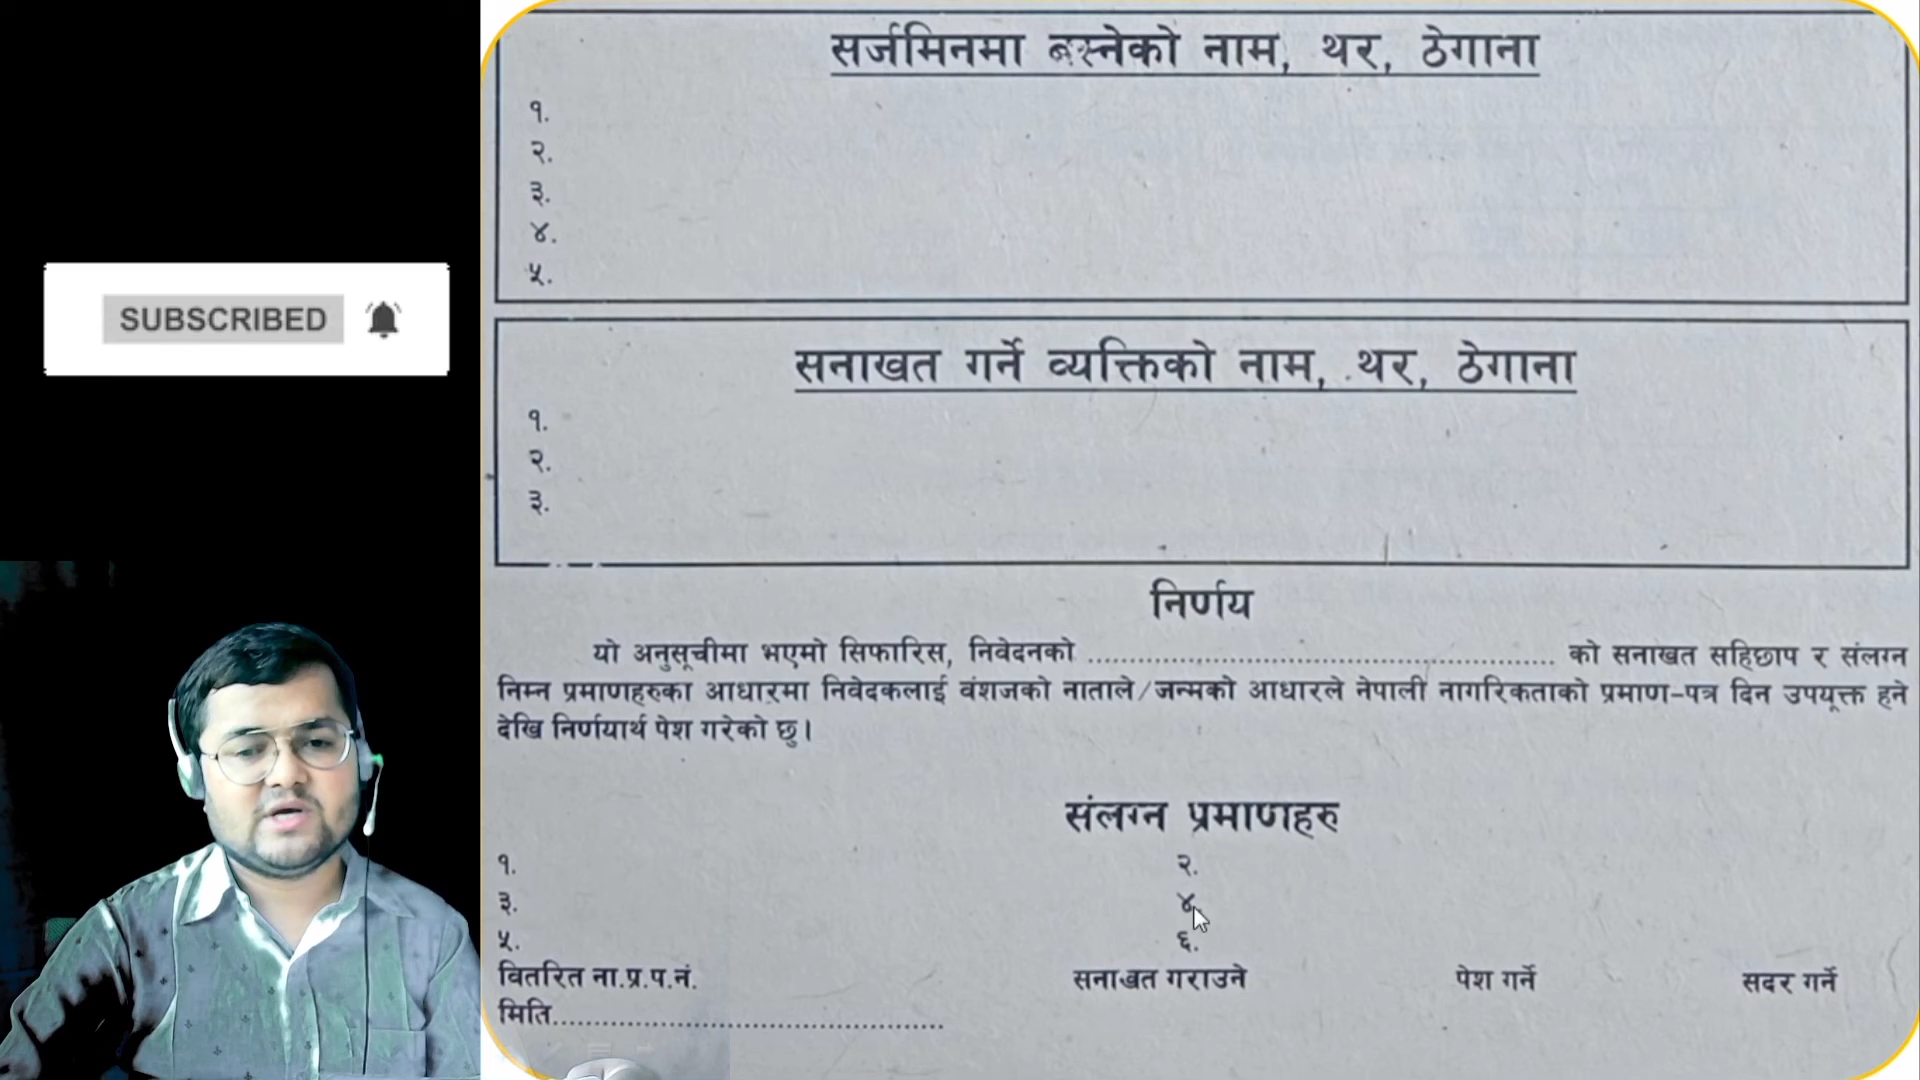 सर्जमिनमा बस्नेको नाम, थर, ठेगाना
१.
२.
३.
४.
५.
SUBSCRIBED
सनाखत गर्ने व्यक्तिको नाम, थर, ठेगाना
१.
२.
३.
निर्णय
यो अनुसूचीमा भएमो सिफारिस, निवेदनको ........................................................ को सनाखत सहिछाप र संलग्न
निम्न प्रमाणहरुका आधारमा निवेदकलाई वंशजको नाताले/जन्मको आधारले नेपाली नागरिकताको प्रमाण-पत्र दिन उपयूक्त हने
देखि निर्णयार्थ पेश गरेको छु।
संलग्न प्रमाणहरु
१. २.
३. ४.
५. ६.
वितरित ना.प्र.प.नं. सनाखत गराउने पेश गर्ने सदर गर्ने
मिति................................................